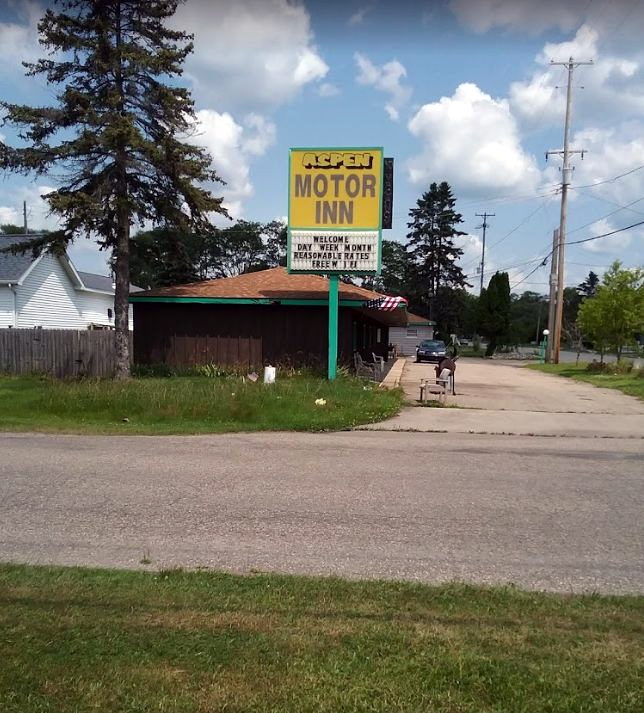 ASPEN
MOTOR
INN
WELCOME
DAY WEEK MONTH
REASONABLE RATES
FREE W I F I